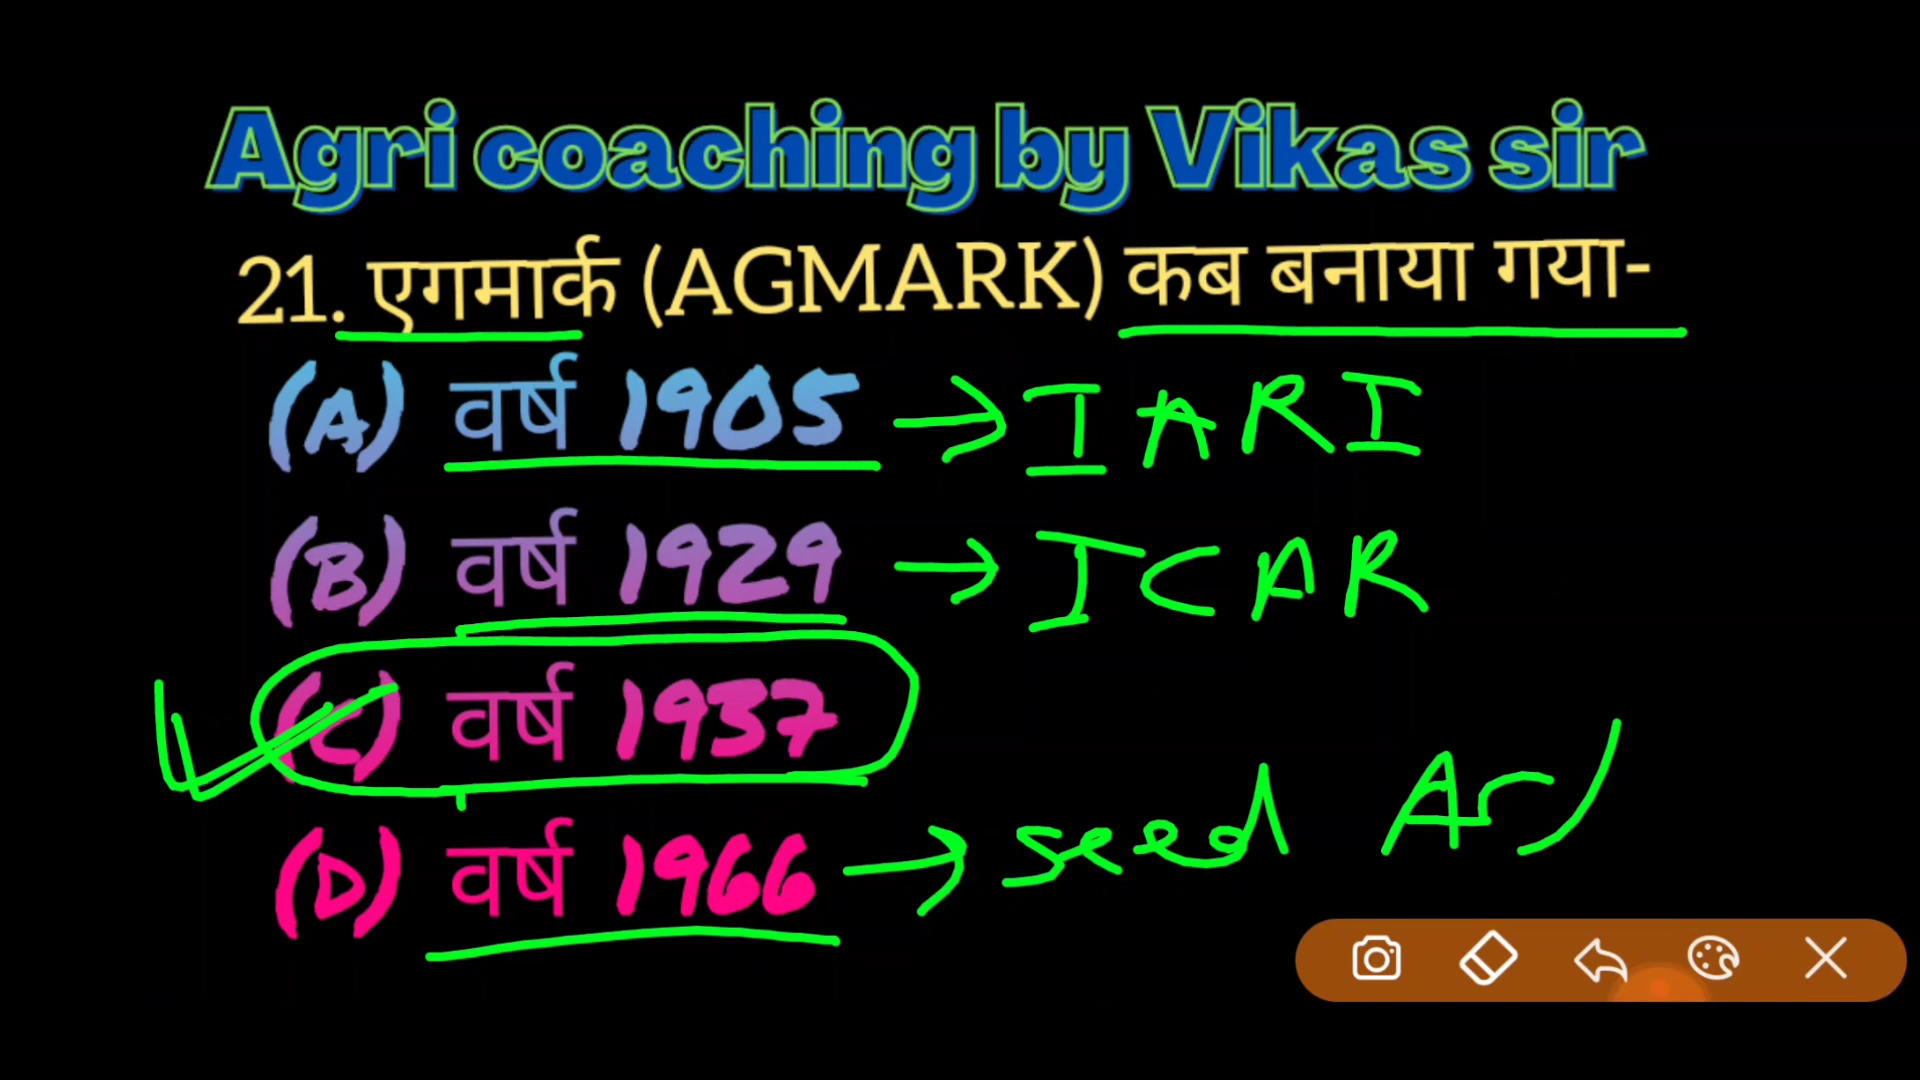 Agri coaching by Vikas sir
21. एगमार्क (AGMARK) कब बनाया गया-
(A) वर्ष 1905 → IARI
(B) वर्ष 1929 → ICAR
(C) वर्ष 1937
(D) वर्ष 1966 → seed